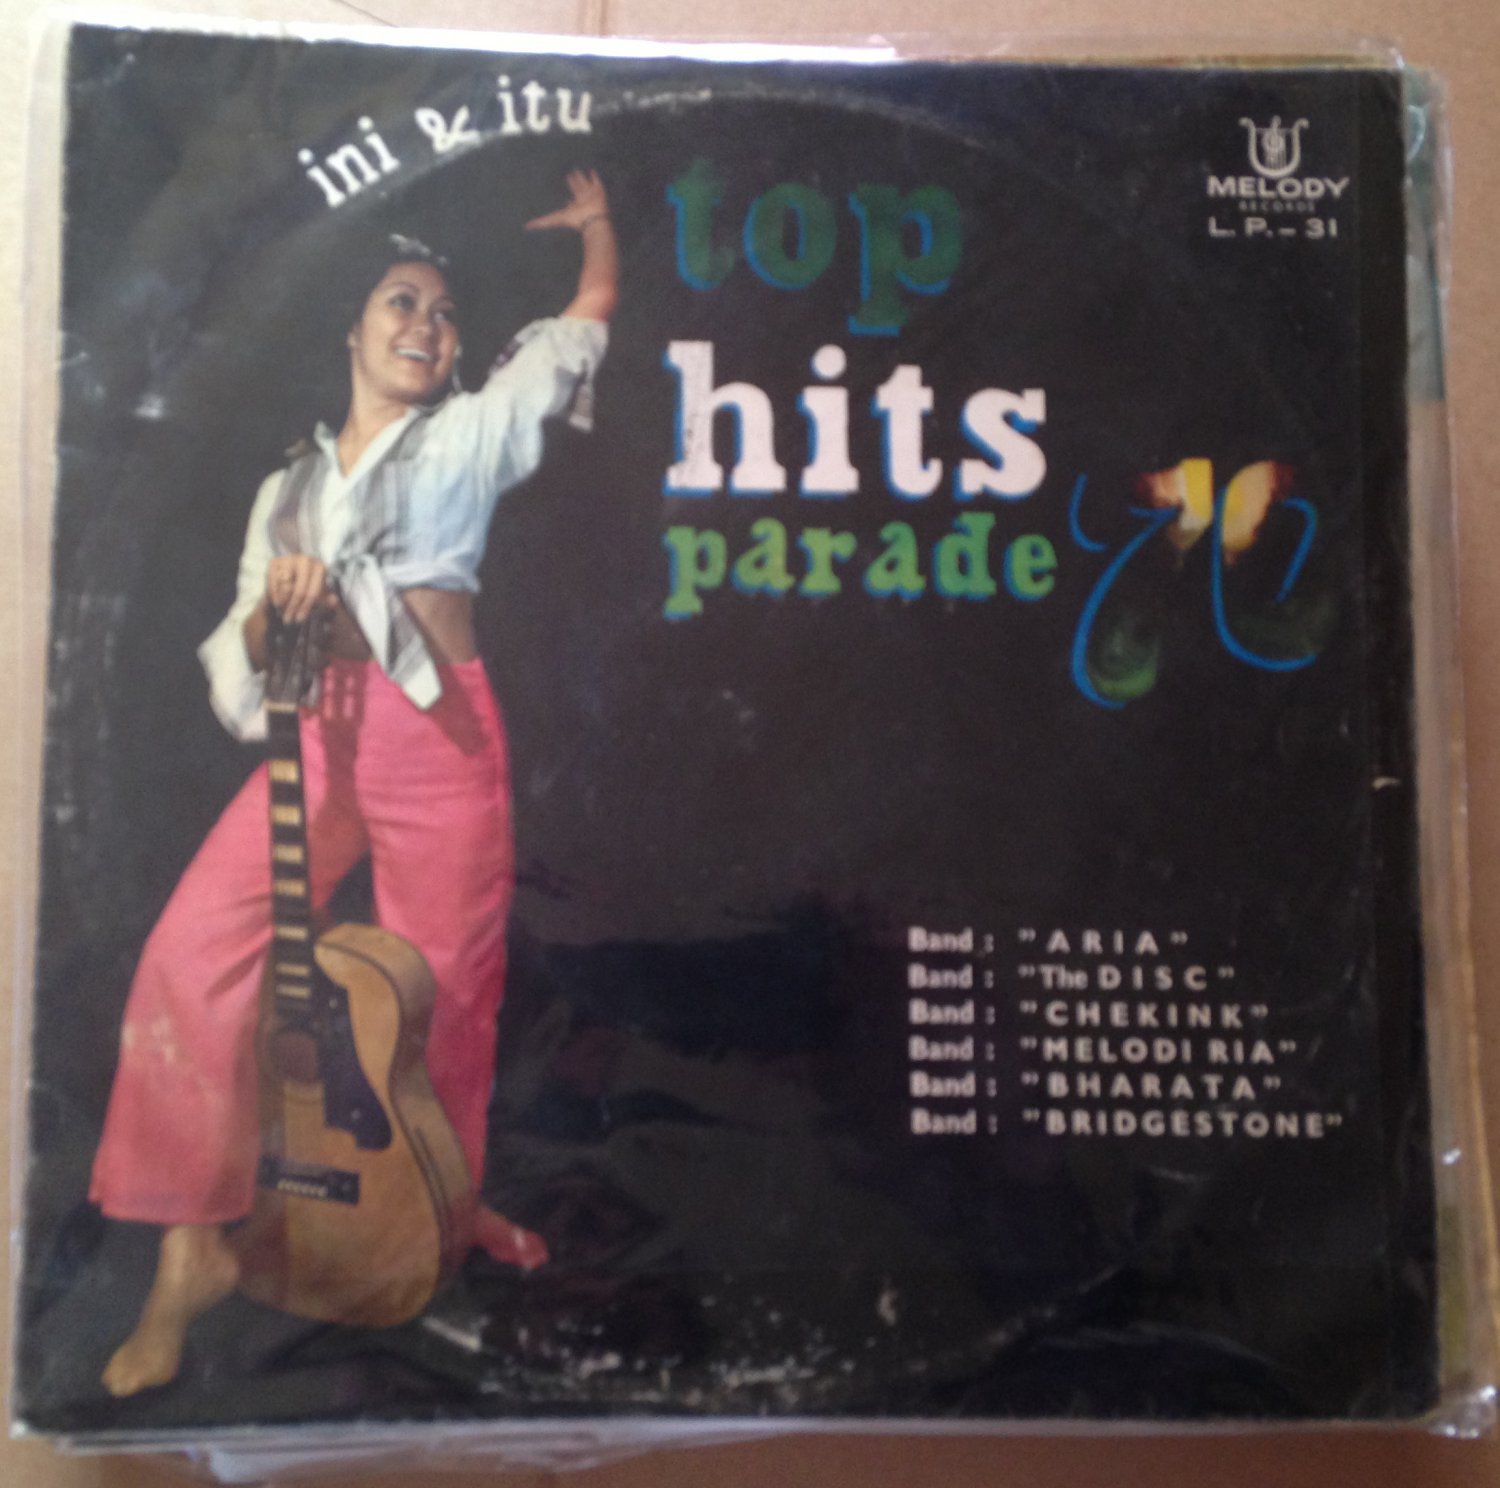 ini & itu
MELODY
RECORDS
L. P. - 31
top
hits
parade 70
Band : "ARIA"
Band : "The DISC"
Band : "CHEKINK"
Band : "MELODI RIA"
Band : "BHARATA"
Band : "BRIDGESTONE"